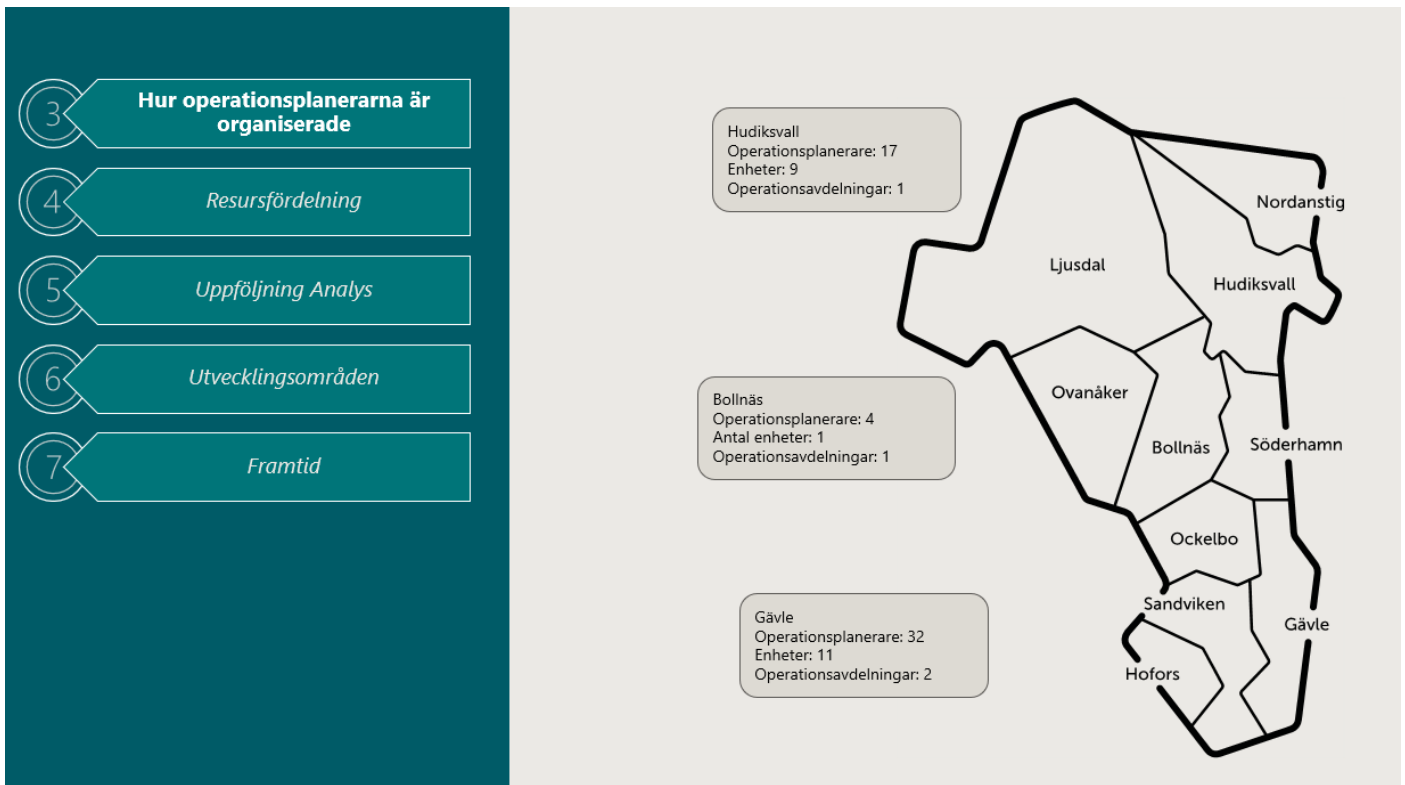 3
Hur operationsplanerarna är
organiserade
4
Resursfördelning
5
Uppföljning Analys
6
Utvecklingsområden
7
Framtid
Hudiksvall
Operationsplanerare: 17
Enheter: 9
Operationsavdelningar: 1
Bollnäs
Operationsplanerare: 4
Antal enheter: 1
Operationsavdelningar: 1
Gävle
Operationsplanerare: 32
Enheter: 11
Operationsavdelningar: 2
Nordanstig
Ljusdal
Hudiksvall
Ovanåker
Bollnäs
Söderhamn
Ockelbo
Sandviken
Gävle
Hofors